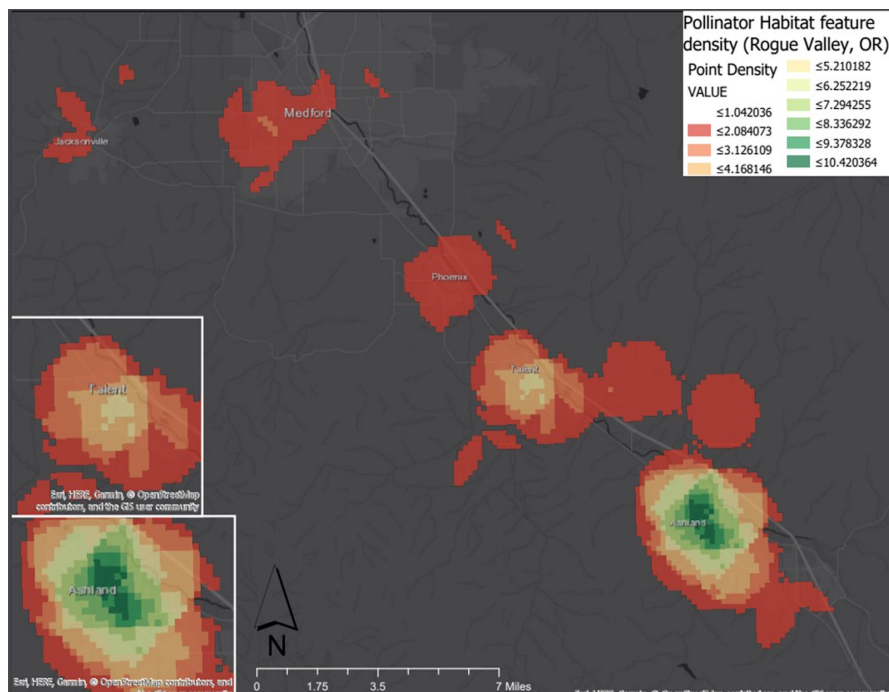 Pollinator Habitat feature
density (Rogue Valley, OR)
Point Density
VALUE
≤1.042036
≤2.084073
≤3.126109
≤4.168146
≤5.210182
≤6.252219
≤7.294255
≤8.336292
≤9.378328
≤10.420364
Medford
Jacksonville
Phoenix
Talent
Ashland
Talent
Esri, HERE, Garmin, © OpenStreetMap
contributors, and the GIS user community
Ashland
Esri, HERE, Garmin, © OpenStreetMap contributors, and
N
0 1.75 3.5 7 Miles